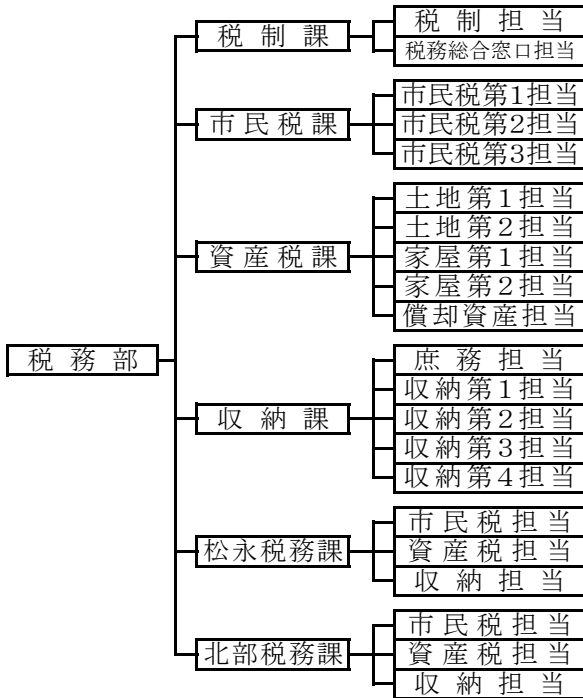 税務部
税制課
税制担当
税務総合窓口担当
市民税課
市民税第1担当
市民税第2担当
市民税第3担当
資産税課
土地第1担当
土地第2担当
家屋第1担当
家屋第2担当
償却資産担当
収納課
庶務担当
収納第1担当
収納第2担当
収納第3担当
収納第4担当
松永税務課
市民税担当
資産税担当
収納担当
北部税務課
市民税担当
資産税担当
収納担当